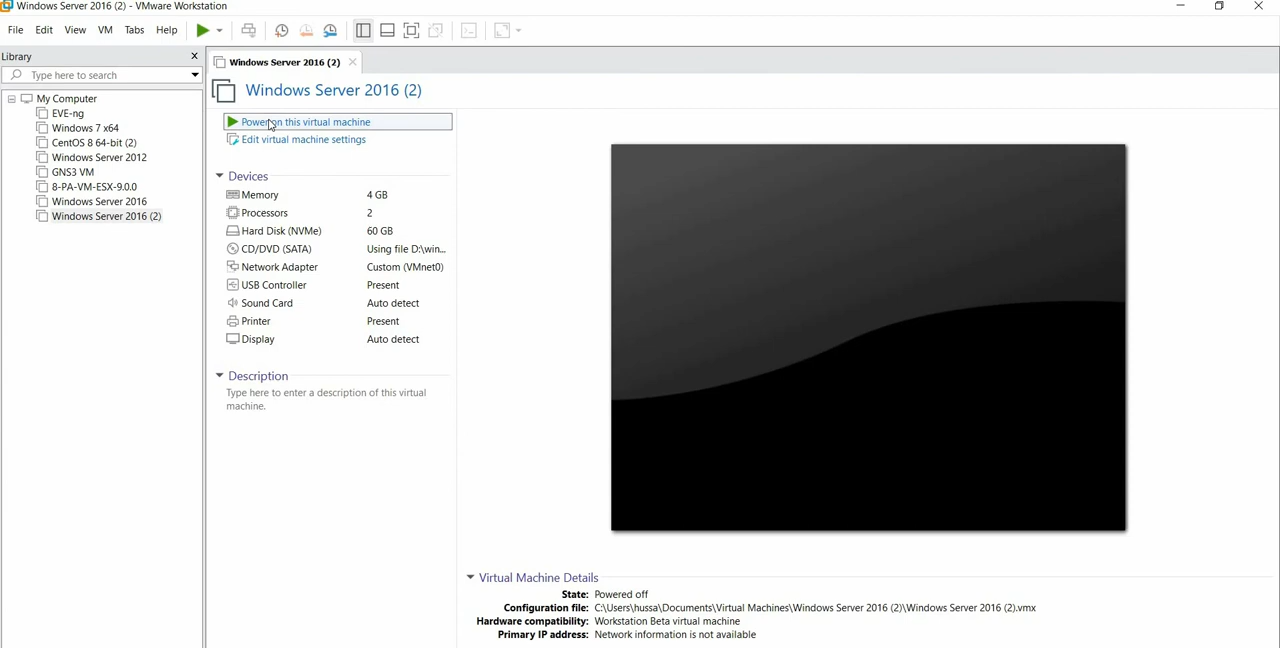 Windows Server 2016 (2) - VMware Workstation
File Edit View VM Tabs Help
Library
Type here to search
My Computer
EVE-ng
Windows 7 x64
CentOS 8 64-bit (2)
Windows Server 2012
GNS3 VM
8-PA-VM-ESX-9.0.0
Windows Server 2016
Windows Server 2016 (2)
Windows Server 2016 (2)
Windows Server 2016 (2)
Power on this virtual machine
Edit virtual machine settings
Devices
Memory 4 GB
Processors 2
Hard Disk (NVMe) 60 GB
CD/DVD (SATA) Using file D:\win...
Network Adapter Custom (VMnet0)
USB Controller Present
Sound Card Auto detect
Printer Present
Display Auto detect
Description
Type here to enter a description of this virtual
machine.
Virtual Machine Details
State: Powered off
Configuration file: C:\Users\hussa\Documents\Virtual Machines\Windows Server 2016 (2)\Windows Server 2016 (2).vmx
Hardware compatibility: Workstation Beta virtual machine
Primary IP address: Network information is not available